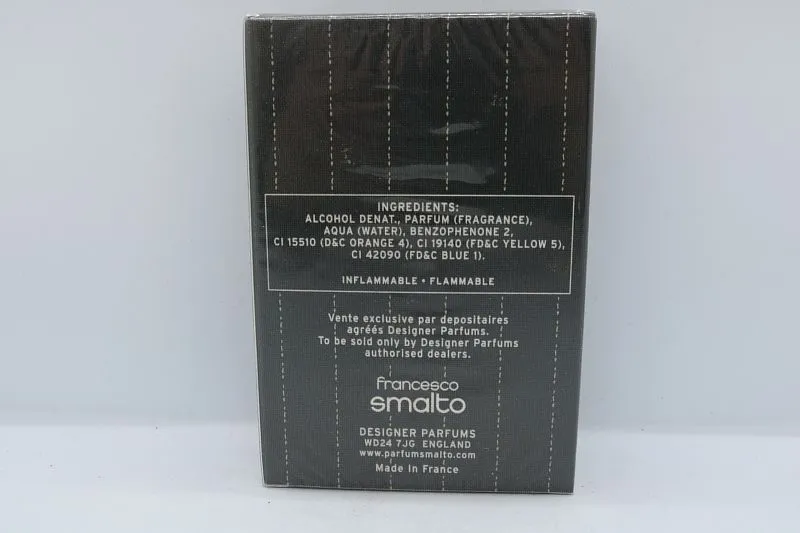 INGREDIENTS:
ALCOHOL DENAT., PARFUM (FRAGRANCE),
AQUA (WATER), BENZOPHENONE 2,
CI 15510 (D&C ORANGE 4), CI 19140 (FD&C YELLOW 5),
CI 42090 (FD&C BLUE 1).
INFLAMMABLE • FLAMMABLE
Vente exclusive par depositaires
agréés Designer Parfums.
To be sold only by Designer Parfums
authorised dealers.
francesco
smalto
DESIGNER PARFUMS
WD24 7JG ENGLAND
www.parfumsmalto.com
Made In France